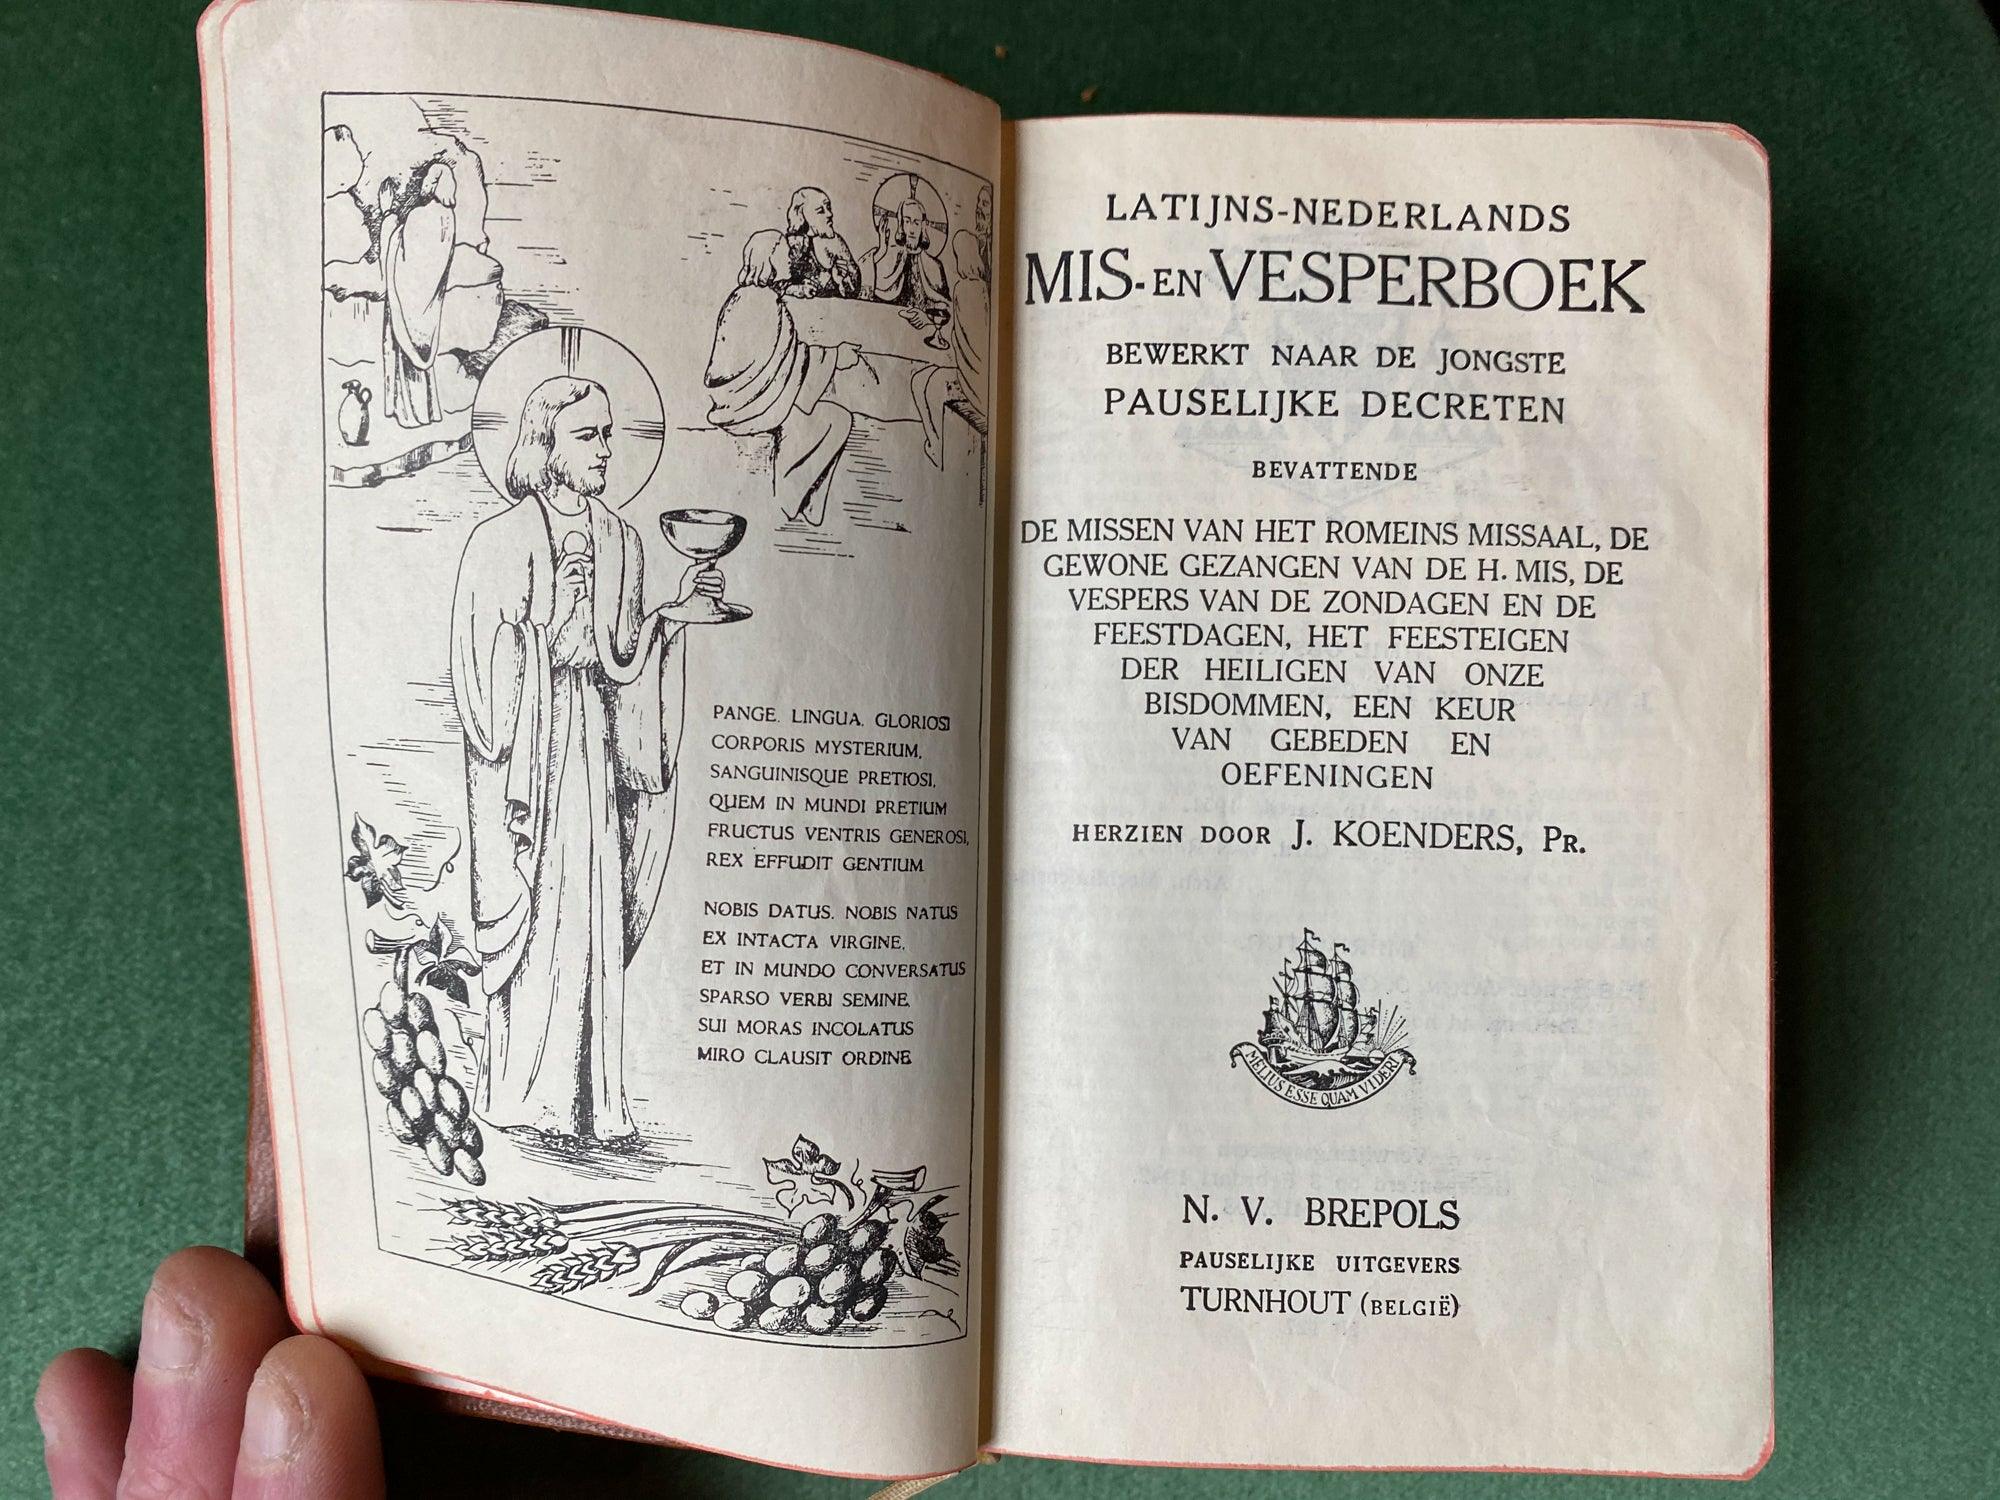 PANGE. LINGUA. GLORIOSI
CORPORIS MYSTERIUM,
SANGUINISQUE PRETIOSI,
QUEM IN MUNDI PRETIUM
FRUCTUS VENTRIS GENEROSI,
REX EFFUDIT GENTIUM
NOBIS DATUS. NOBIS NATUS
EX INTACTA VIRGINE,
ET IN MUNDO CONVERSATUS
SPARSO VERBI SEMINE,
SUI MORAS INCOLATUS
MIRO CLAUSIT ORDINE
LATIJNS-NEDERLANDS
MIS- EN VESPERBOEK
BEWERKT NAAR DE JONGSTE
PAUSELIJKE DECRETEN
BEVATTENDE
DE MISSEN VAN HET ROMEINS MISSAAL, DE
GEWONE GEZANGEN VAN DE H. MIS, DE
VESPERS VAN DE ZONDAGEN EN DE
FEESTDAGEN, HET FEESTEIGEN
DER HEILIGEN VAN ONZE
BISDOMMEN, EEN KEUR
VAN GEBEDEN EN
OEFENINGEN
HERZIEN DOOR J. KOENDERS, PR.
MELIUS ESSE QUAM VIDERI
N. V. BREPOLS
PAUSELIJKE UITGEVERS
TURNHOUT (BELGIË)